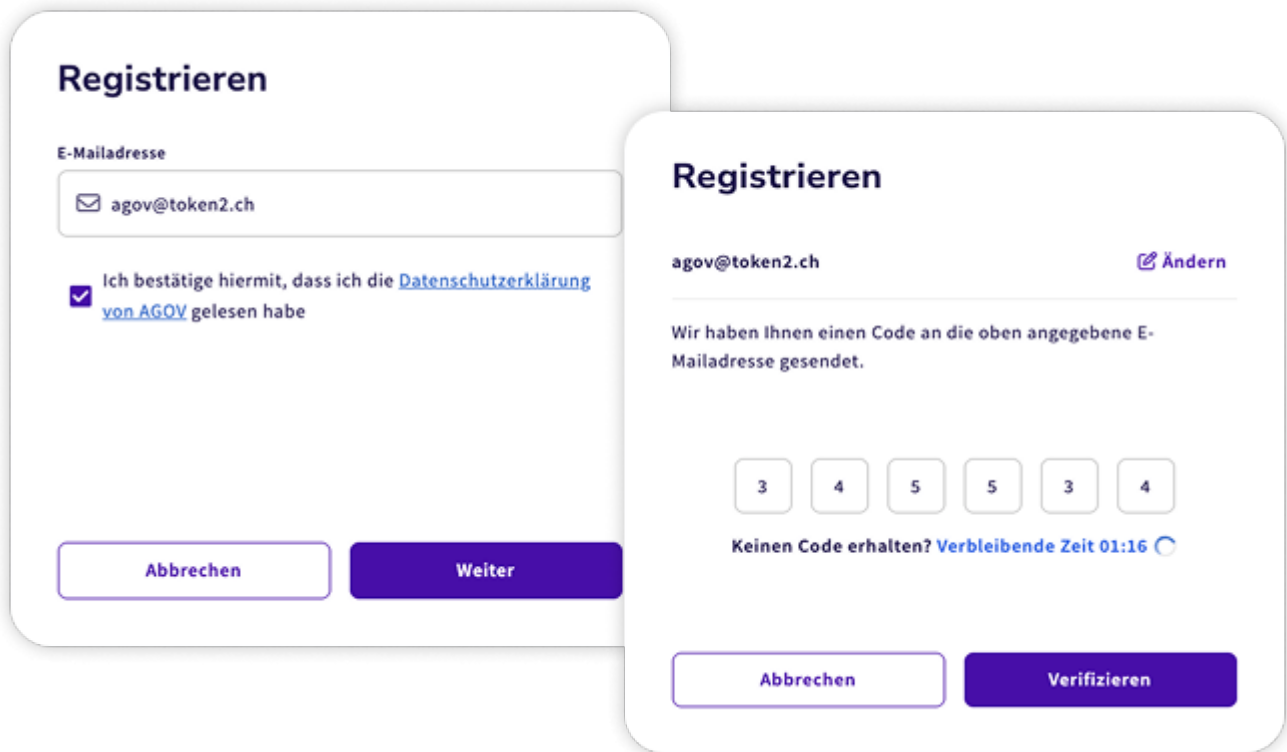 Registrieren
E-Mailadresse
agov@token2.ch
Ich bestätige hiermit, dass ich die Datenschutzerklärung
von AGOV gelesen habe
Abbrechen
Weiter
Registrieren
agov@token2.ch
Ändern
Wir haben Ihnen einen Code an die oben angegebene E-
Mailadresse gesendet.
3 4 5 5 3 4
Keinen Code erhalten? Verbleibende Zeit 01:16
Abbrechen
Verifizieren